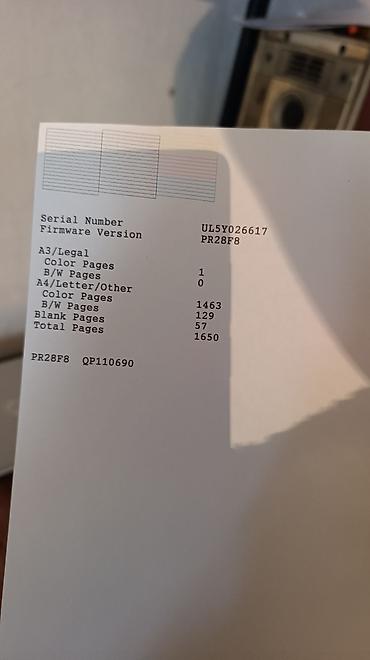 Serial Number UL5Y026617
Firmware Version PR28F8
A3/Legal
Color Pages 1
B/W Pages 0
A4/Letter/Other
Color Pages 1463
B/W Pages 129
Blank Pages 57
Total Pages 1650
PR28F8 QP110690